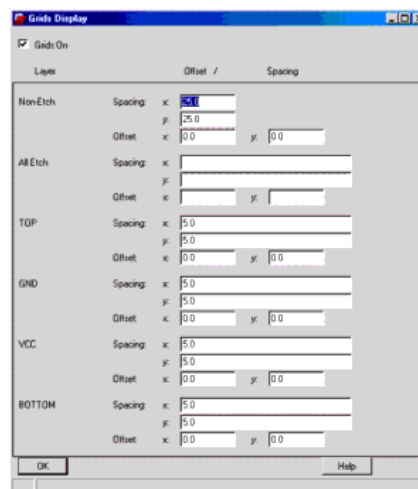 Grids Display
Grids On
Layer Offset / Spacing
Non-Etch Spacing: x: 25.0
y: 25.0
Offset: x: 0.0 y: 0.0
All Etch Spacing: x:
y:
Offset: x: y:
TOP Spacing: x: 5.0
y: 5.0
Offset: x: 0.0 y: 0.0
GND Spacing: x: 5.0
y: 5.0
Offset: x: 0.0 y: 0.0
VCC Spacing: x: 5.0
y: 5.0
Offset: x: 0.0 y: 0.0
BOTTOM Spacing: x: 5.0
y: 5.0
Offset: x: 0.0 y: 0.0
OK Help